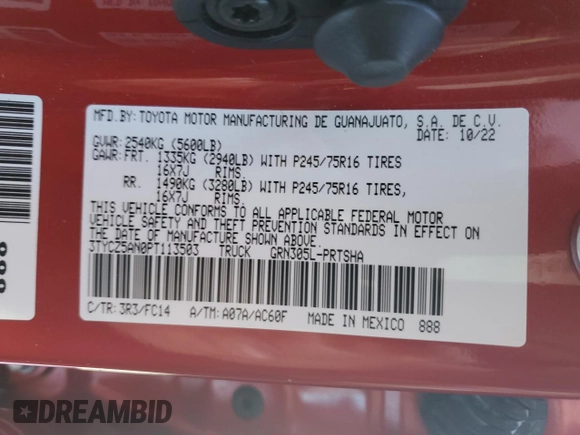 MFD.BY: TOYOTA MOTOR MANUFACTURING DE GUANAJUATO, S.A. DE C.V.
DATE: 10/22
GVWR: 2540KG (5600LB)
GAWR: FRT. 1335KG (2940LB) WITH P245/75R16 TIRES
16X7J RIMS.
RR. 1490KG (3280LB) WITH P245/75R16 TIRES,
16X7J RIMS.
THIS VEHICLE CONFORMS TO ALL APPLICABLE FEDERAL MOTOR
VEHICLE SAFETY AND THEFT PREVENTION STANDARDS IN EFFECT ON
THE DATE OF MANUFACTURE SHOWN ABOVE.
3TYCZ5AN0PT113503 TRUCK GRN305L-PRTSHA
C/TR: 3R3/FC14 A/TM: A07A/AC60F MADE IN MEXICO 888
888
DREAMBID